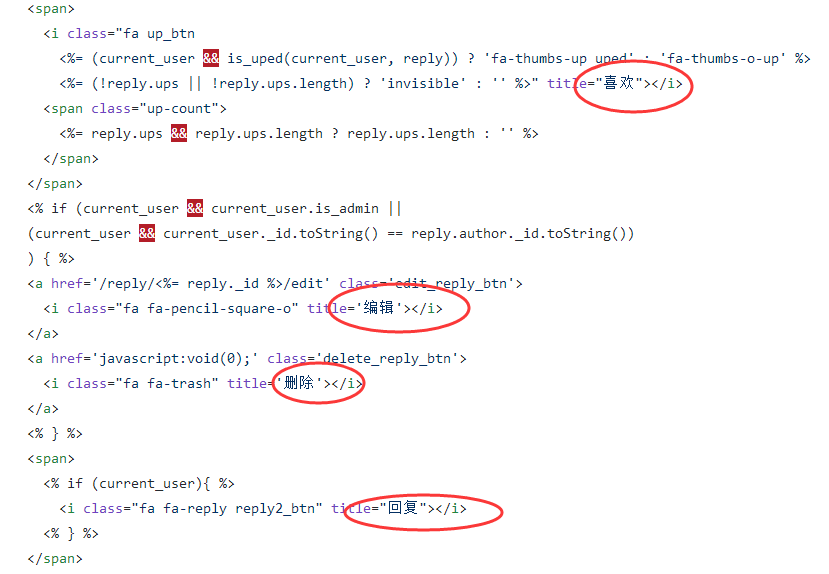 <span>
<i class="fa up_btn
<%= (current_user && is_uped(current_user, reply)) ? 'fa-thumbs-up uped' : 'fa-thumbs-o-up' %>
<%= (!reply.ups || !reply.ups.length) ? 'invisible' : '' %>" title="喜欢"></i>
<span class="up-count">
<%= reply.ups && reply.ups.length ? reply.ups.length : '' %>
</span>
</span>
<% if (current_user && current_user.is_admin ||
(current_user && current_user._id.toString() == reply.author._id.toString())
) { %>
<a href='/reply/<%= reply._id %>/edit' class='edit_reply_btn'>
<i class="fa fa-pencil-square-o" title='编辑'></i>
</a>
<a href='javascript:void(0);' class='delete_reply_btn'>
<i class="fa fa-trash" title='删除'></i>
</a>
<% } %>
<span>
<% if (current_user){ %>
<i class="fa fa-reply reply2_btn" title="回复"></i>
<% } %>
</span>